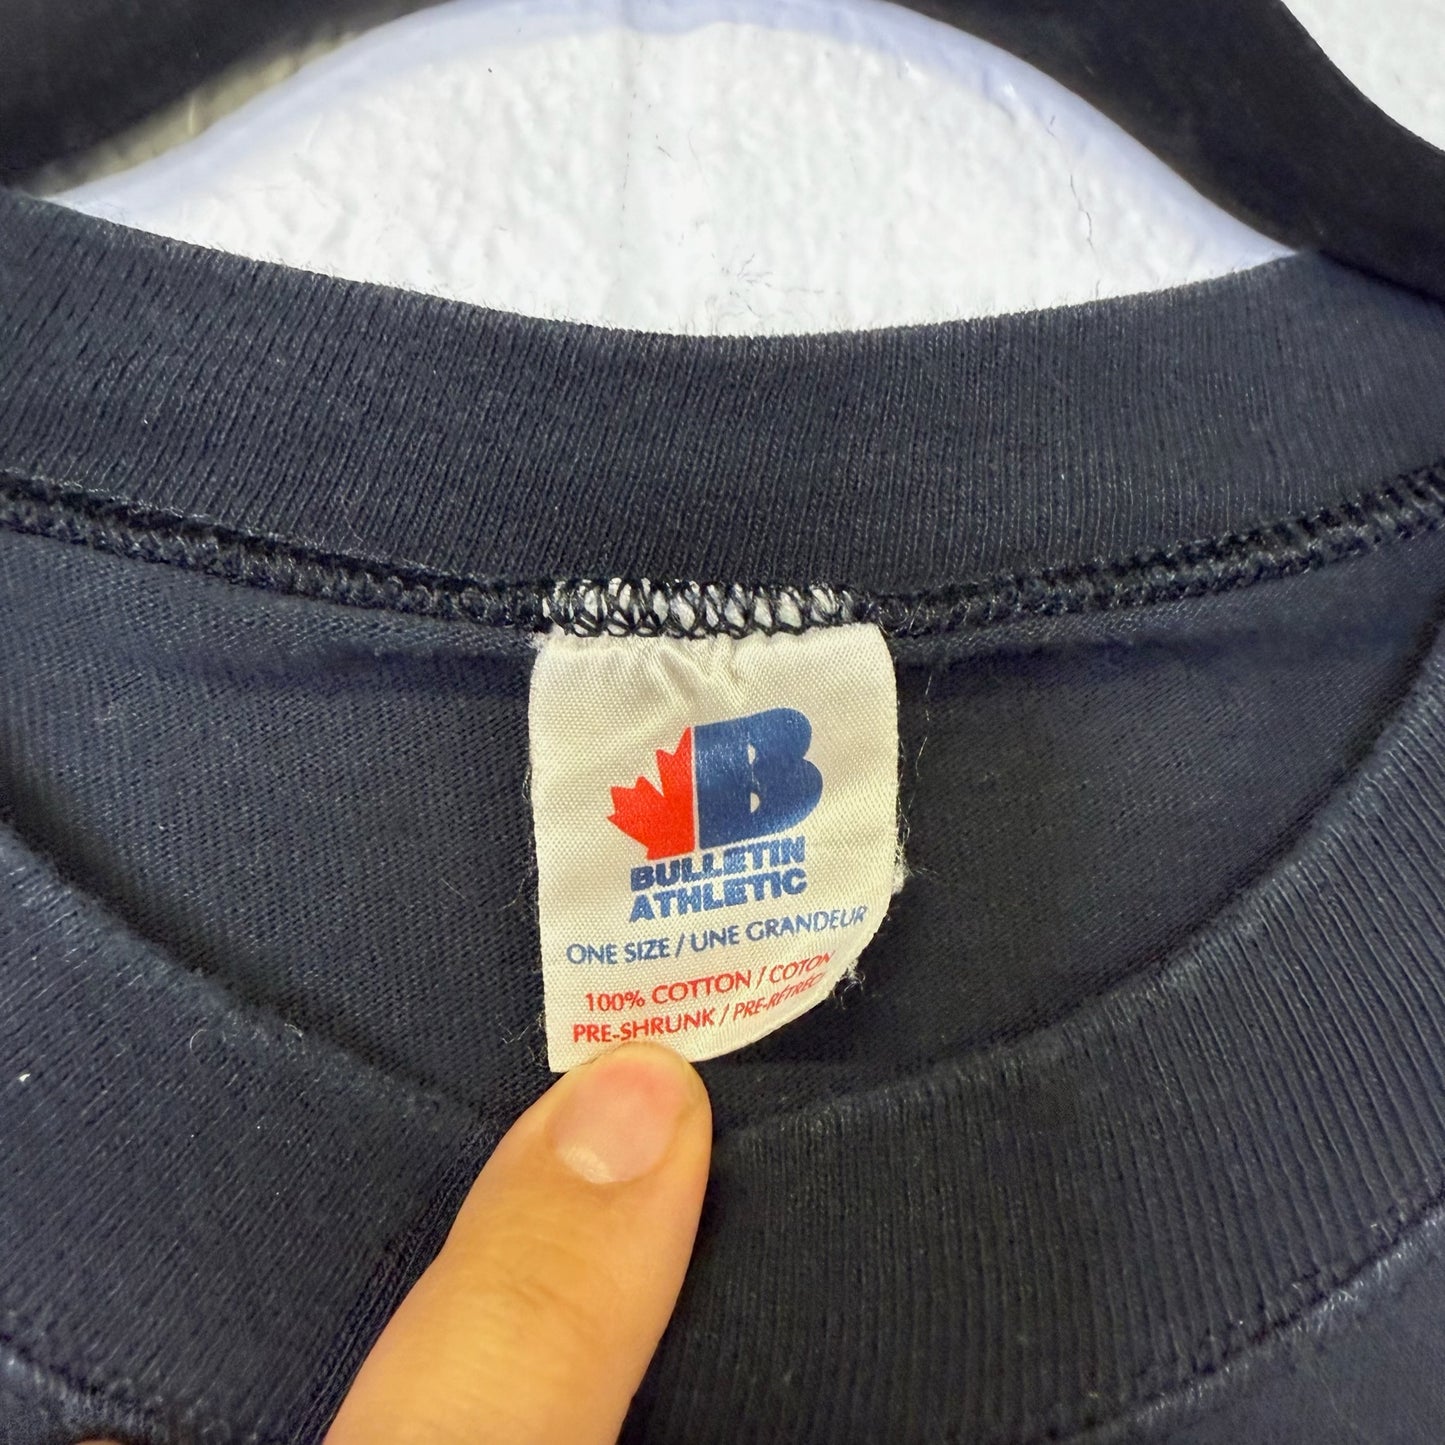 B
BULLETIN
ATHLETIC
ONE SIZE / UNE GRANDEUR
100% COTTON / COTON
PRE-SHRUNK / PRE-RÉTRÉCI